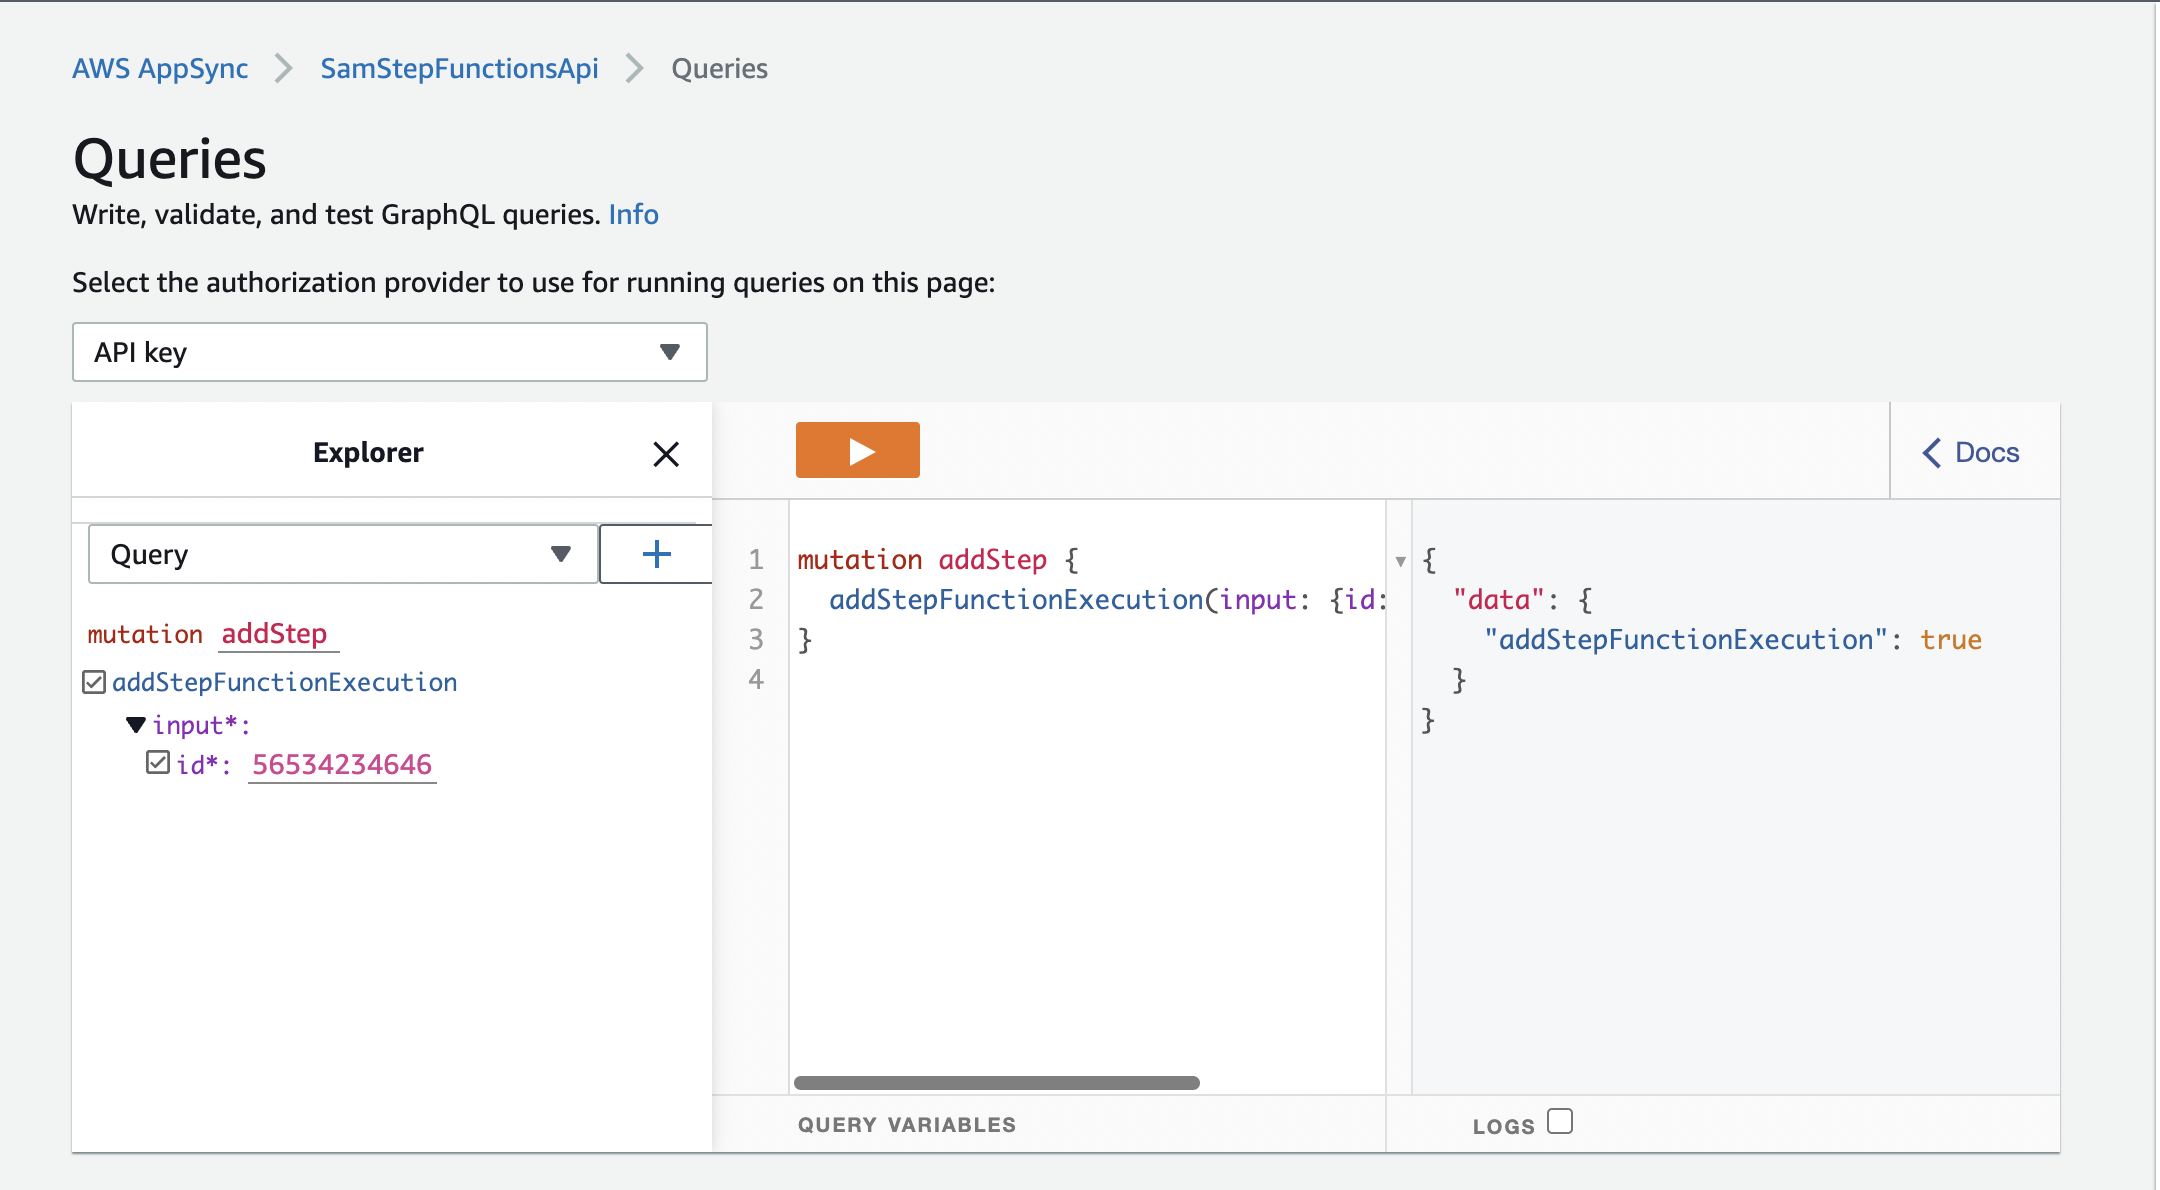 AWS AppSync > SamStepFunctionsApi > Queries
Queries
Write, validate, and test GraphQL queries. Info
Select the authorization provider to use for running queries on this page:
API key
Explorer
Query
mutation addStep
addStepFunctionExecution
input*:
id*: 56534234646
Docs
1 mutation addStep {
2 addStepFunctionExecution(input: {id:
3 }
4
{
"data": {
"addStepFunctionExecution": true
}
}
QUERY VARIABLES
LOGS